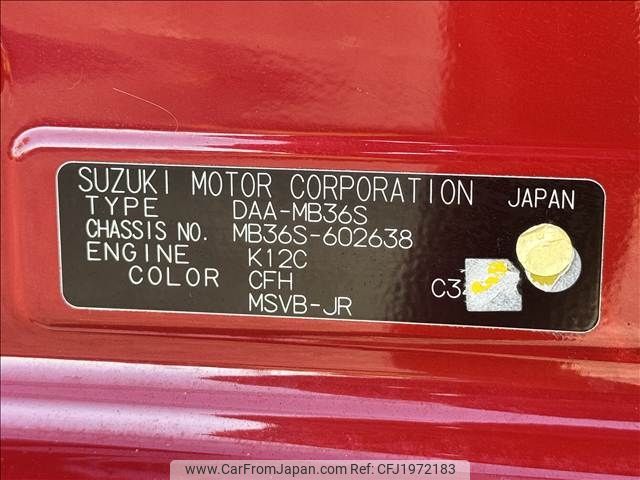 SUZUKI MOTOR CORPORATION JAPAN
TYPE DAA-MB36S
CHASSIS NO. MB36S-602638
ENGINE K12C
COLOR CFH
MSVB-JR
www.CarFromJapan.com Ref: CFJ1972183